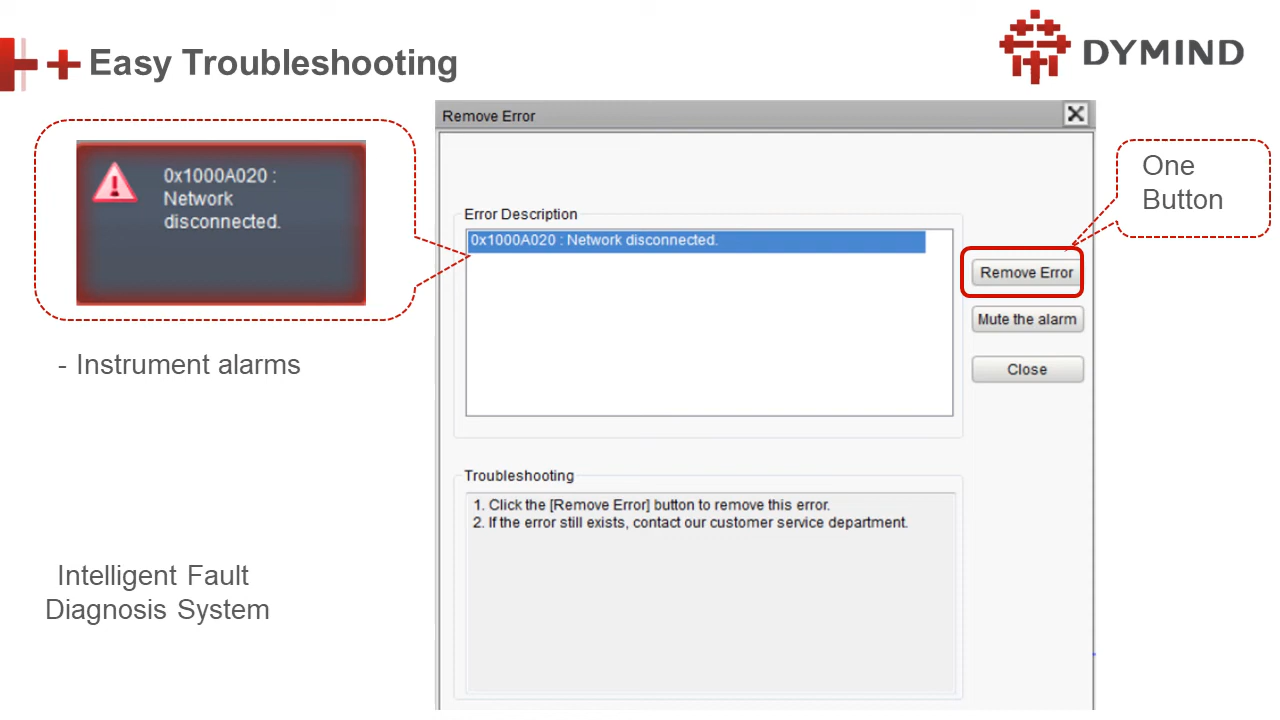 Easy Troubleshooting
DYMIND
0x1000A020 :
Network
disconnected.
- Instrument alarms
Intelligent Fault
Diagnosis System
Remove Error
Error Description
0x1000A020 : Network disconnected.
Remove Error
Mute the alarm
Close
One
Button
Troubleshooting
1. Click the [Remove Error] button to remove this error.
2. If the error still exists, contact our customer service department.